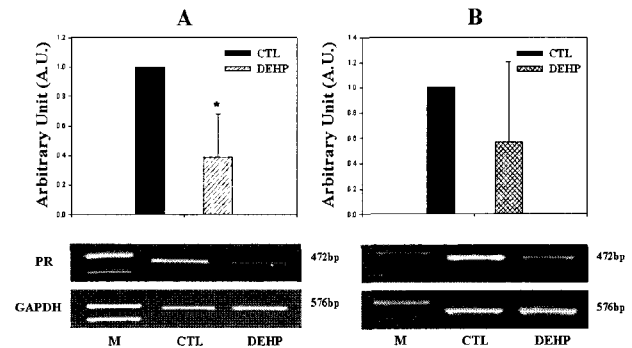 A
B
Arbitrary Unit (A.U.)
1.0
0.8
0.6
0.4
0.2
0.0
CTL
DEHP
*
Arbitrary Unit (A.U.)
1.4
1.2
1.0
0.8
0.6
0.4
0.2
0.0
CTL
DEHP
PR
472bp
472bp
GAPDH
576bp
576bp
M CTL DEHP
M CTL DEHP